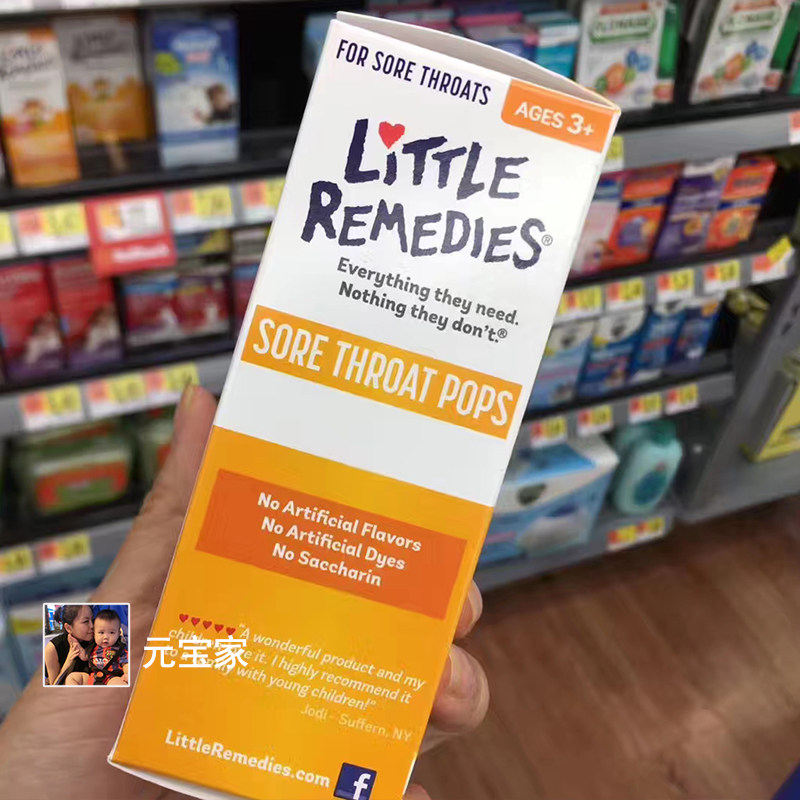 FOR SORE THROATS
AGES 3+
LiTTLE
REMEDIES®
Everything they need.
Nothing they don't.®
SORE THROAT POPS
No Artificial Flavors
No Artificial Dyes
No Saccharin
"A wonderful product and my
it. I highly recommend it
to with young children!"
Jodi - Suffern, NY
元宝家
LittleRemedies.com
f